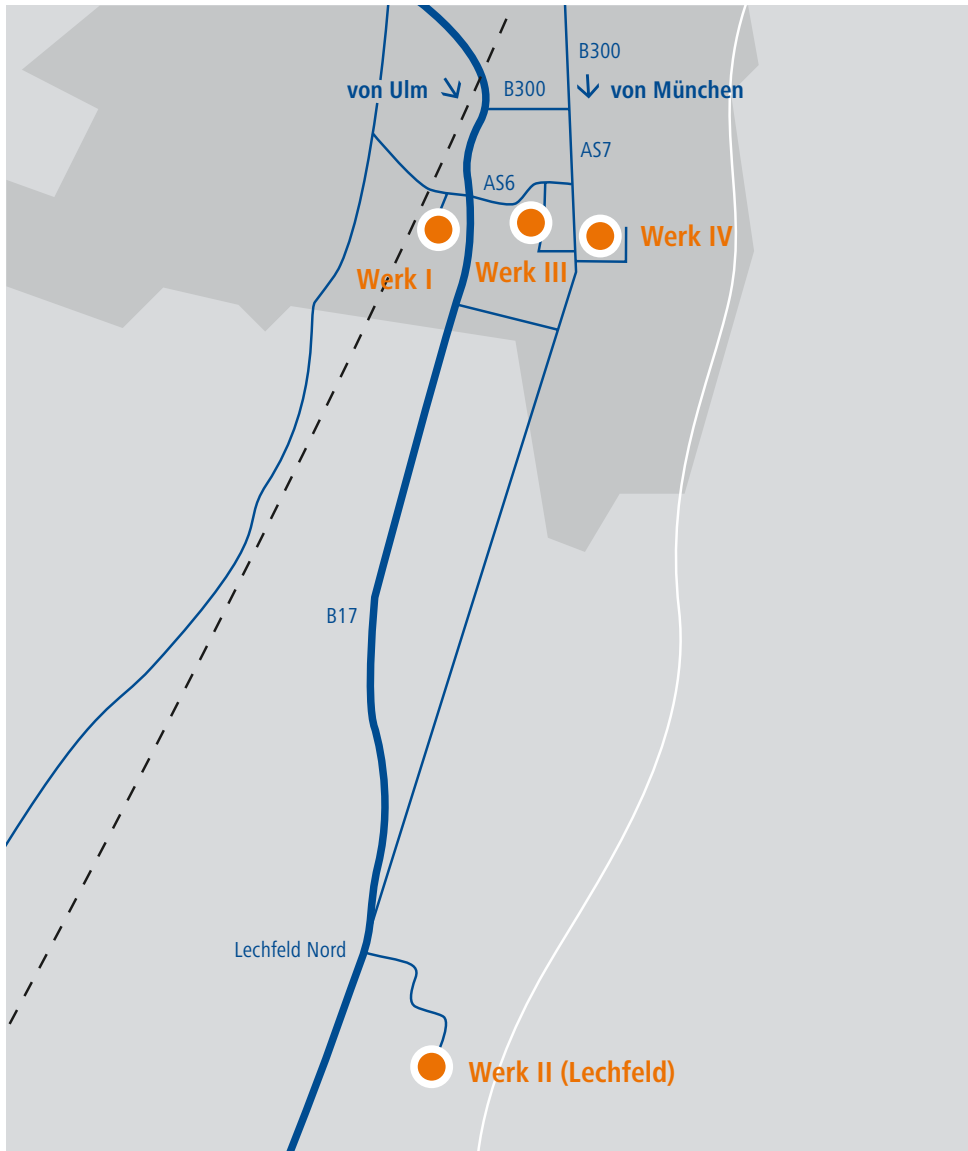 B300
von Ulm
B300
von München
AS7
AS6
Werk I
Werk III
Werk IV
B17
Lechfeld Nord
Werk II (Lechfeld)